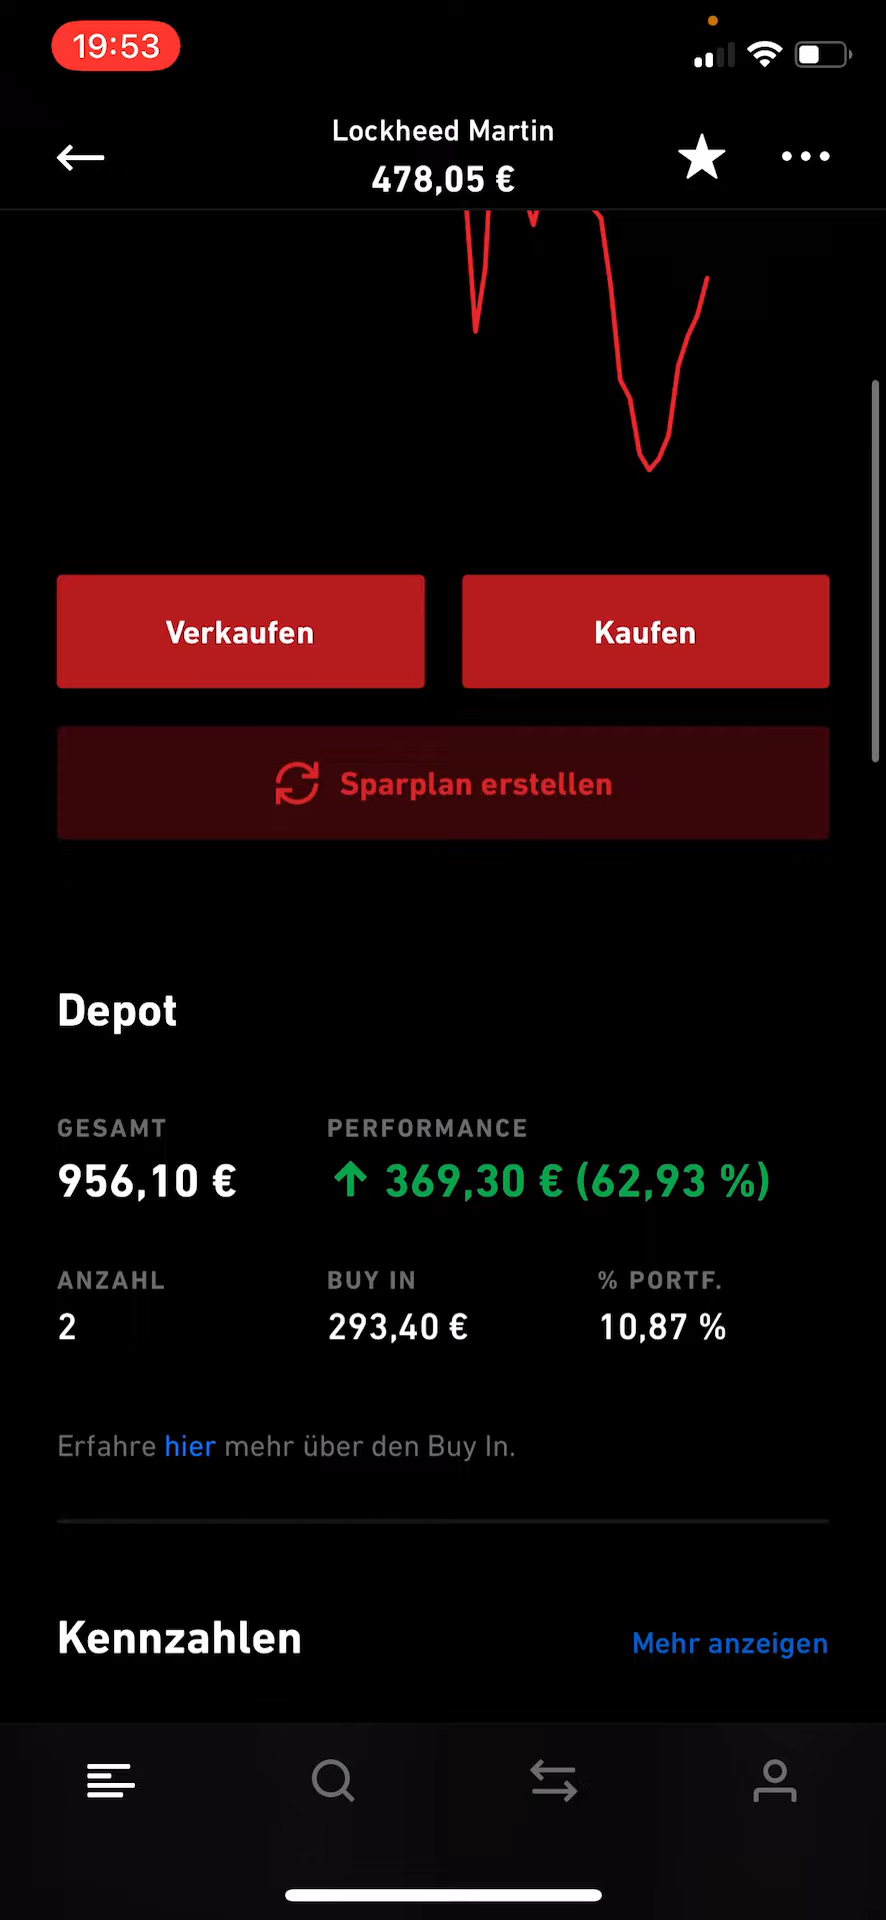 19:53
Lockheed Martin
478,05 €
Verkaufen
Kaufen
Sparplan erstellen
Depot
GESAMT
PERFORMANCE
956,10 €
↑ 369,30 € (62,93 %)
ANZAHL
BUY IN
% PORTF.
2
293,40 €
10,87 %
Erfahre hier mehr über den Buy In.
Kennzahlen
Mehr anzeigen